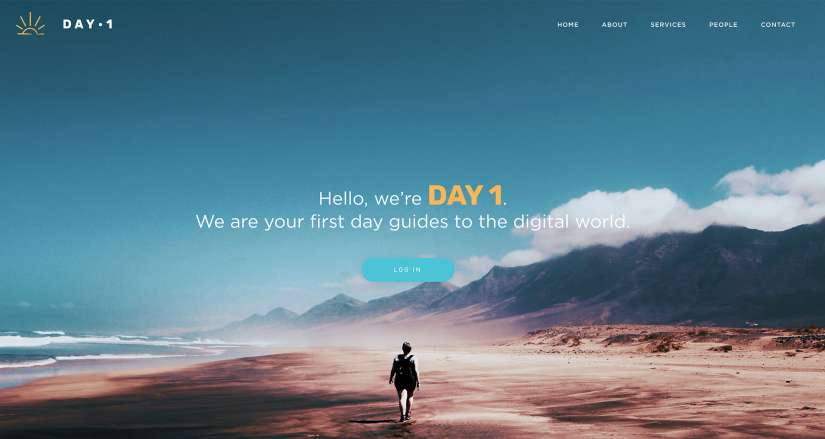 DAY•1
HOME ABOUT SERVICES PEOPLE CONTACT
Hello, we’re DAY 1.
We are your first day guides to the digital world.
LOG IN